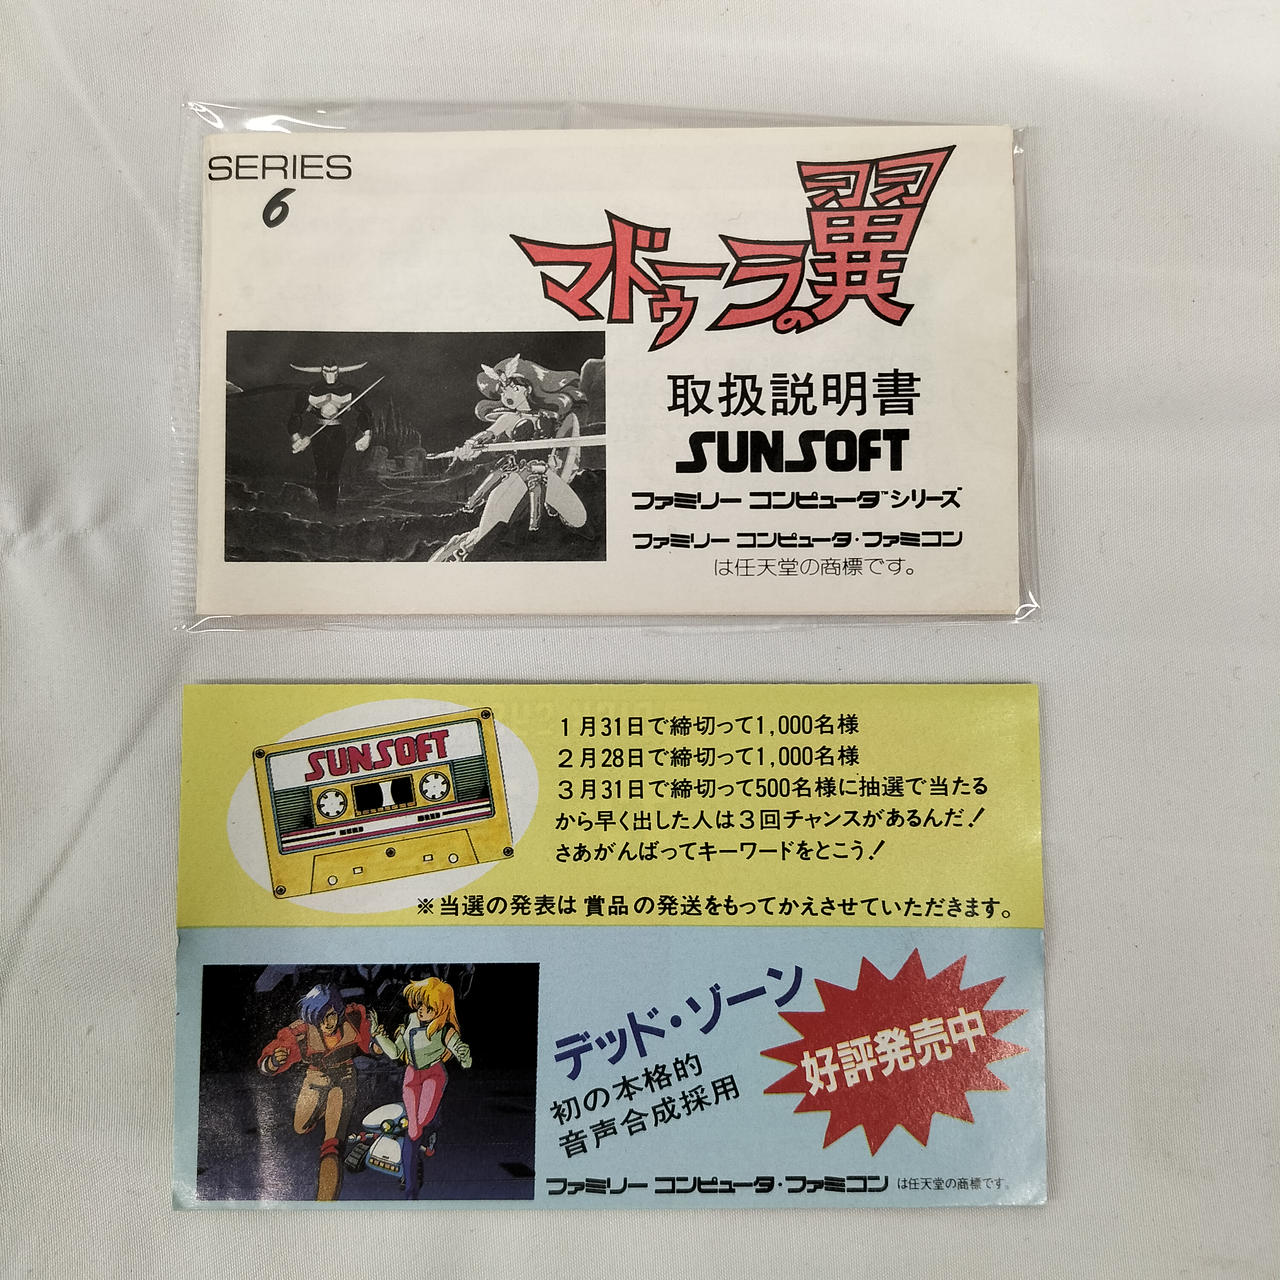 SERIES
6
マドゥーラの翼
取扱説明書
SUNSOFT
ファミリー コンピュータ™シリーズ
ファミリー コンピュータ・ファミコン
は任天堂の商標です。
SUNSOFT
1月31日で締切って1,000名様
2月28日で締切って1,000名様
3月31日で締切って500名様に抽選で当たる
から早く出した人は3回チャンスがあるんだ!
さあがんばってキーワードをとこう!
※当選の発表は賞品の発送をもってかえさせていただきます。
デッド・ゾーン
初の本格的
音声合成採用
好評発売中
ファミリー コンピュータ・ファミコン は任天堂の商標です。